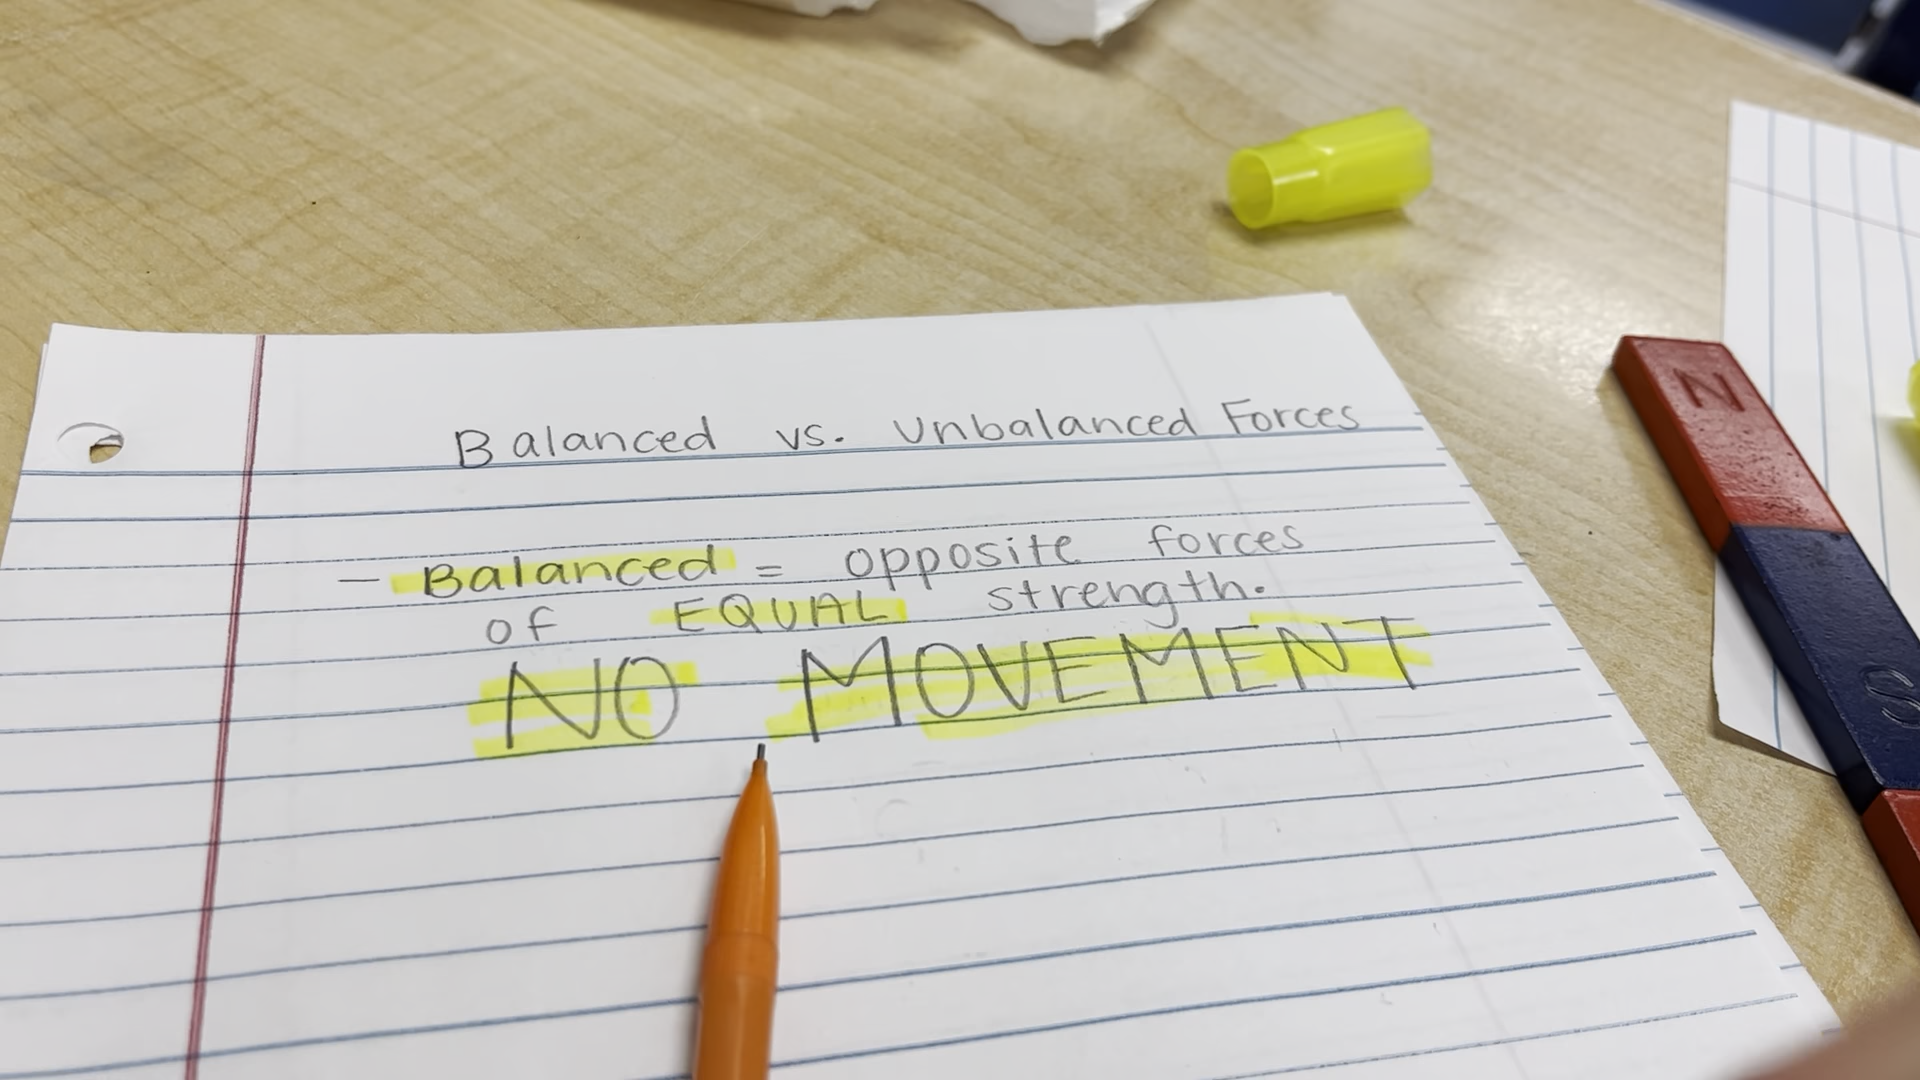 Balanced vs. Unbalanced Forces
- Balanced = opposite forces
of EQUAL strength.
NO MOVEMENT
N
S